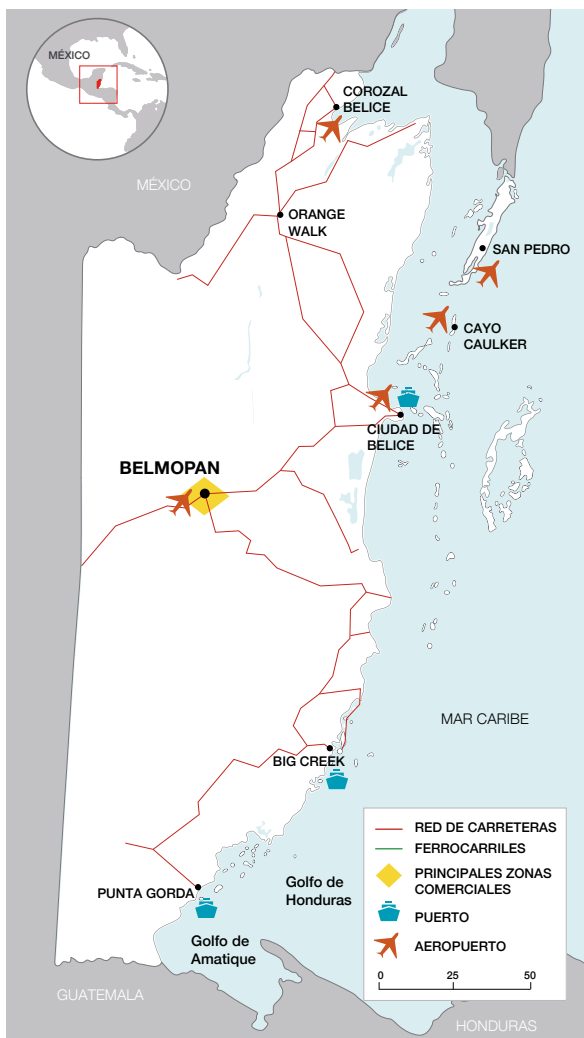 MÉXICO
COROZAL
BELICE
MÉXICO
ORANGE
WALK
SAN PEDRO
CAYO
CAULKER
CIUDAD DE
BELICE
BELMOPAN
MAR CARIBE
BIG CREEK
RED DE CARRETERAS
FERROCARRILES
PRINCIPALES ZONAS
COMERCIALES
PUERTO
AEROPUERTO
0 25 50
PUNTA GORDA
Golfo de
Honduras
Golfo de
Amatique
GUATEMALA
HONDURAS